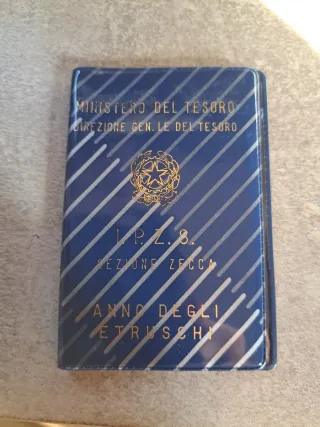 MINISTERO DEL TESORO
DIREZIONE GEN. LE DEL TESORO
I.P.Z.S.
SEZIONE ZECCA
ANNO DEGLI
ETRUSCHI